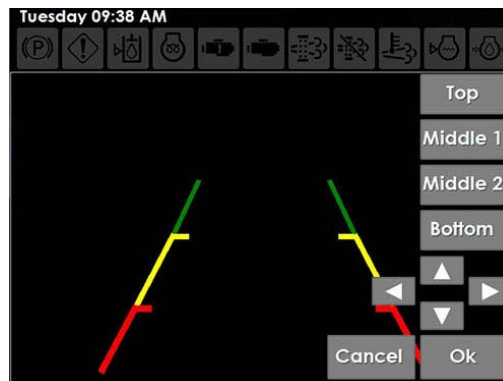 Tuesday 09:38 AM
(P)
Top
Middle 1
Middle 2
Bottom
Cancel
Ok